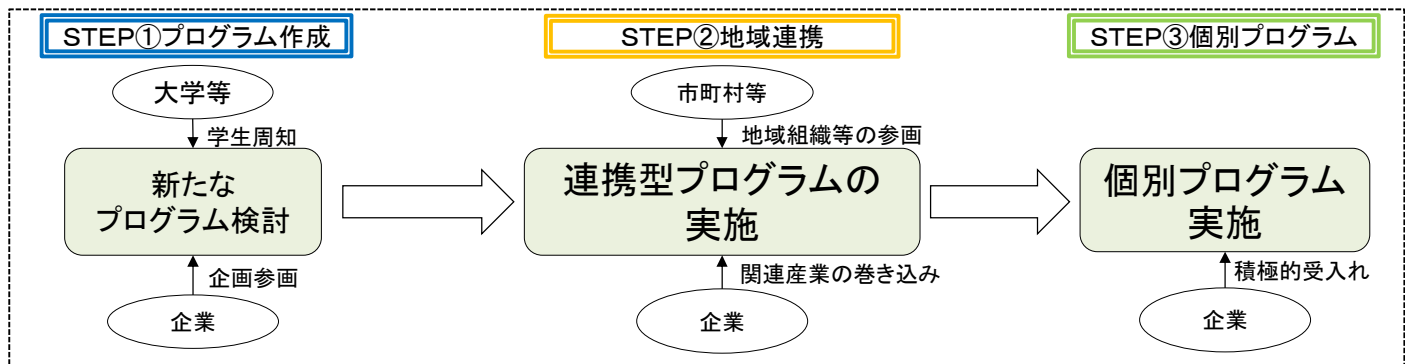 STEP①プログラム作成
STEP②地域連携
STEP③個別プログラム
大学等
学生周知
新たな
プログラム検討
企画参画
企業
市町村等
地域組織等の参画
連携型プログラムの
実施
関連産業の巻き込み
企業
個別プログラム
実施
積極的受入れ
企業